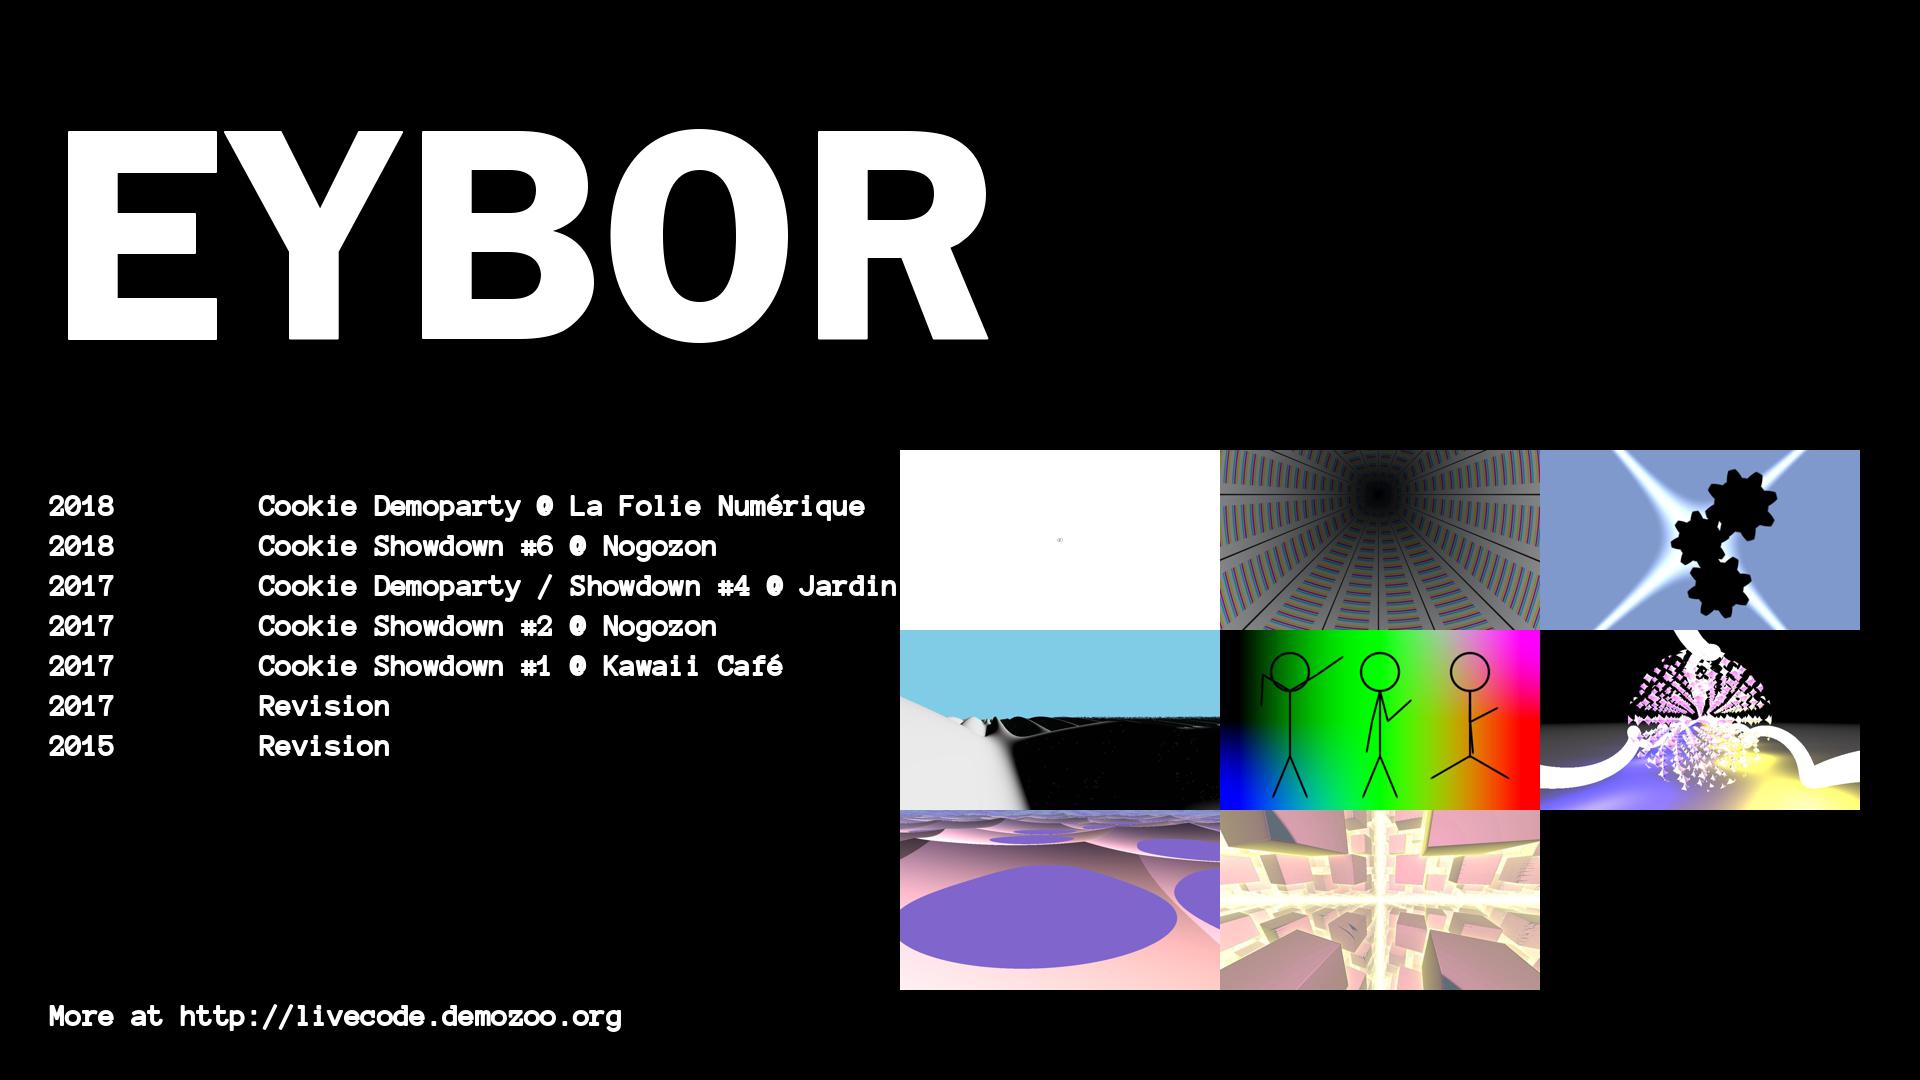 EYBOR
2018 Cookie Demoparty @ La Folie Numérique
2018 Cookie Showdown #6 @ Nogozon
2017 Cookie Demoparty / Showdown #4 @ Jardin
2017 Cookie Showdown #2 @ Nogozon
2017 Cookie Showdown #1 @ Kawaii Café
2017 Revision
2015 Revision
More at http://livecode.demozoo.org